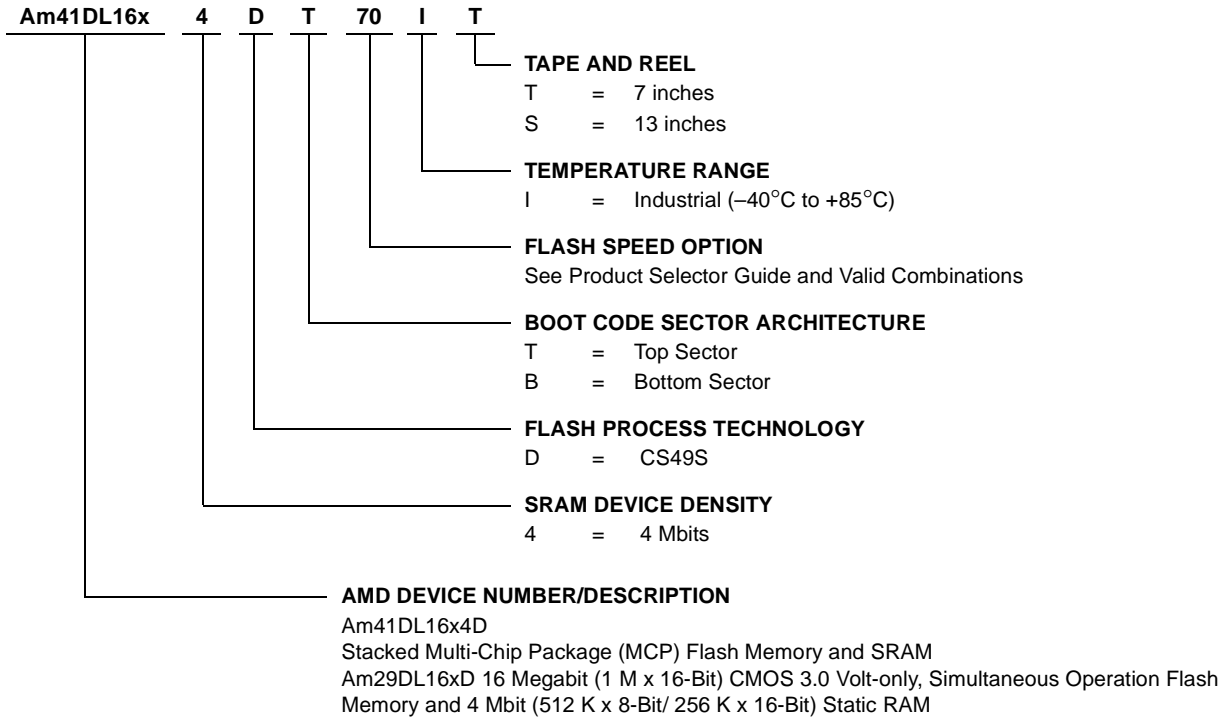 Am41DL16x 4 D T 70 I T
TAPE AND REEL
T = 7 inches
S = 13 inches
TEMPERATURE RANGE
I = Industrial (–40°C to +85°C)
FLASH SPEED OPTION
See Product Selector Guide and Valid Combinations
BOOT CODE SECTOR ARCHITECTURE
T = Top Sector
B = Bottom Sector
FLASH PROCESS TECHNOLOGY
D = CS49S
SRAM DEVICE DENSITY
4 = 4 Mbits
AMD DEVICE NUMBER/DESCRIPTION
Am41DL16x4D
Stacked Multi-Chip Package (MCP) Flash Memory and SRAM
Am29DL16xD 16 Megabit (1 M x 16-Bit) CMOS 3.0 Volt-only, Simultaneous Operation Flash
Memory and 4 Mbit (512 K x 8-Bit/ 256 K x 16-Bit) Static RAM